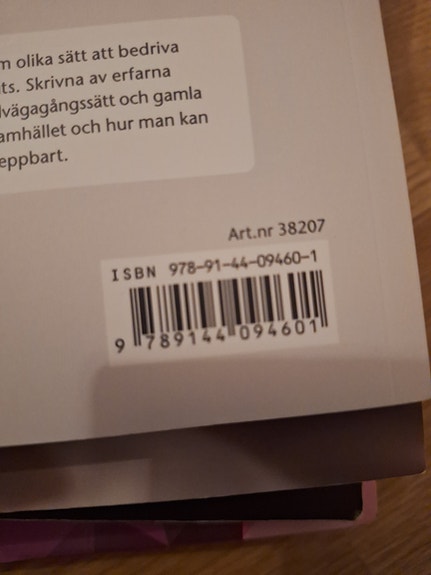 m olika sätt att bedriva
ts. Skrivna av erfarna
lvägagångssätt och gamla
amhället och hur man kan
eppbart.
Art.nr 38207
ISBN 978-91-44-09460-1
9 789144 094601